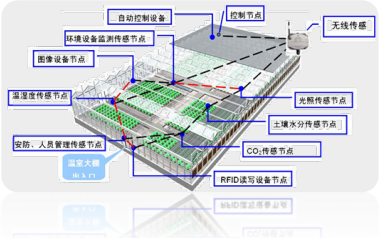 自动控制设备
控制节点
无线传感
环境设备监测传感节点
图像设备节点
温湿度传感节点
光照传感节点
土壤水分传感节点
安防、人员管理传感节点
CO₂传感节点
温室大棚
出入口
RFID读写设备节点